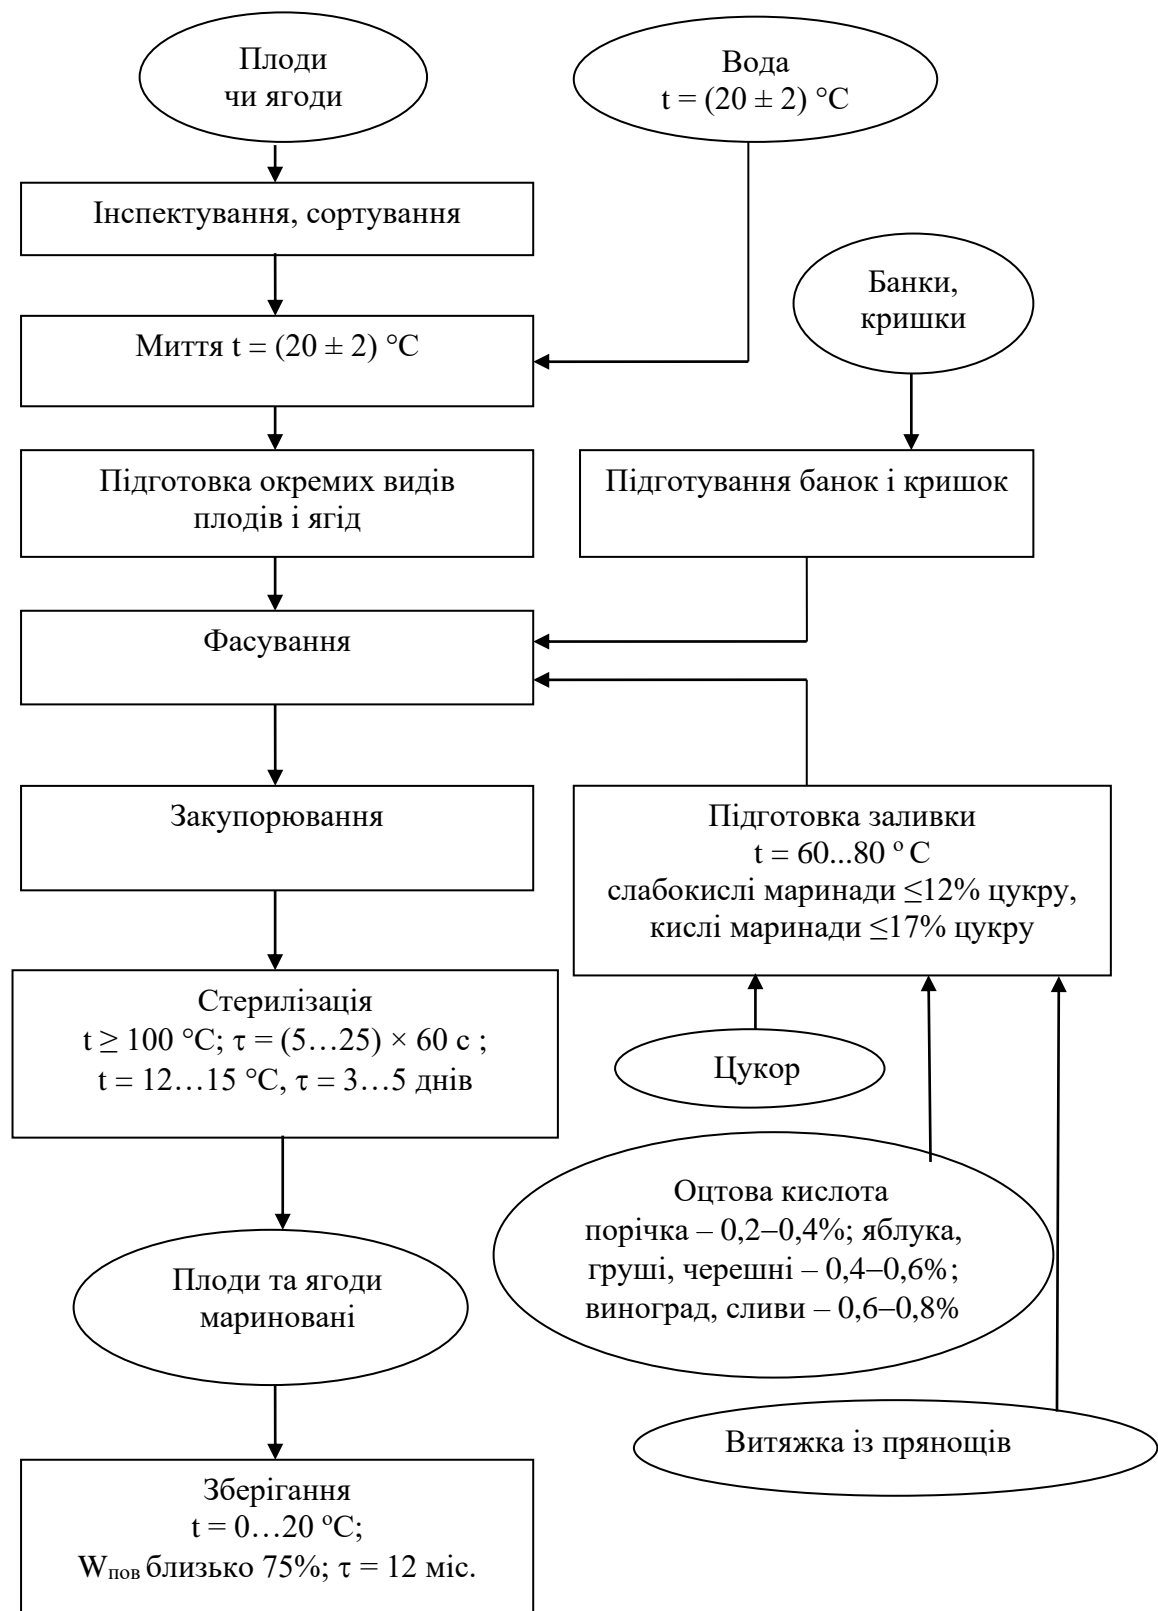 Плоди
чи ягоди
Вода
t = (20 ± 2) °С
Інспектування, сортування
Банки,
кришки
Миття t = (20 ± 2) °С
Підготовка окремих видів
плодів і ягід
Підготування банок і кришок
Фасування
Закупорювання
Підготовка заливки
t = 60...80 º С
слабокислі маринади ≤12% цукру,
кислі маринади ≤17% цукру
Стерилізація
t ≥ 100 °С; τ = (5…25) × 60 с ;
t = 12…15 °С, τ = 3…5 днів
Цукор
Оцтова кислота
порічка – 0,2–0,4%; яблука,
груші, черешні – 0,4–0,6%;
виноград, сливи – 0,6–0,8%
Плоди та ягоди
мариновані
Витяжка із прянощів
Зберігання
t = 0…20 ºС;
Wпов близько 75%; τ = 12 міс.